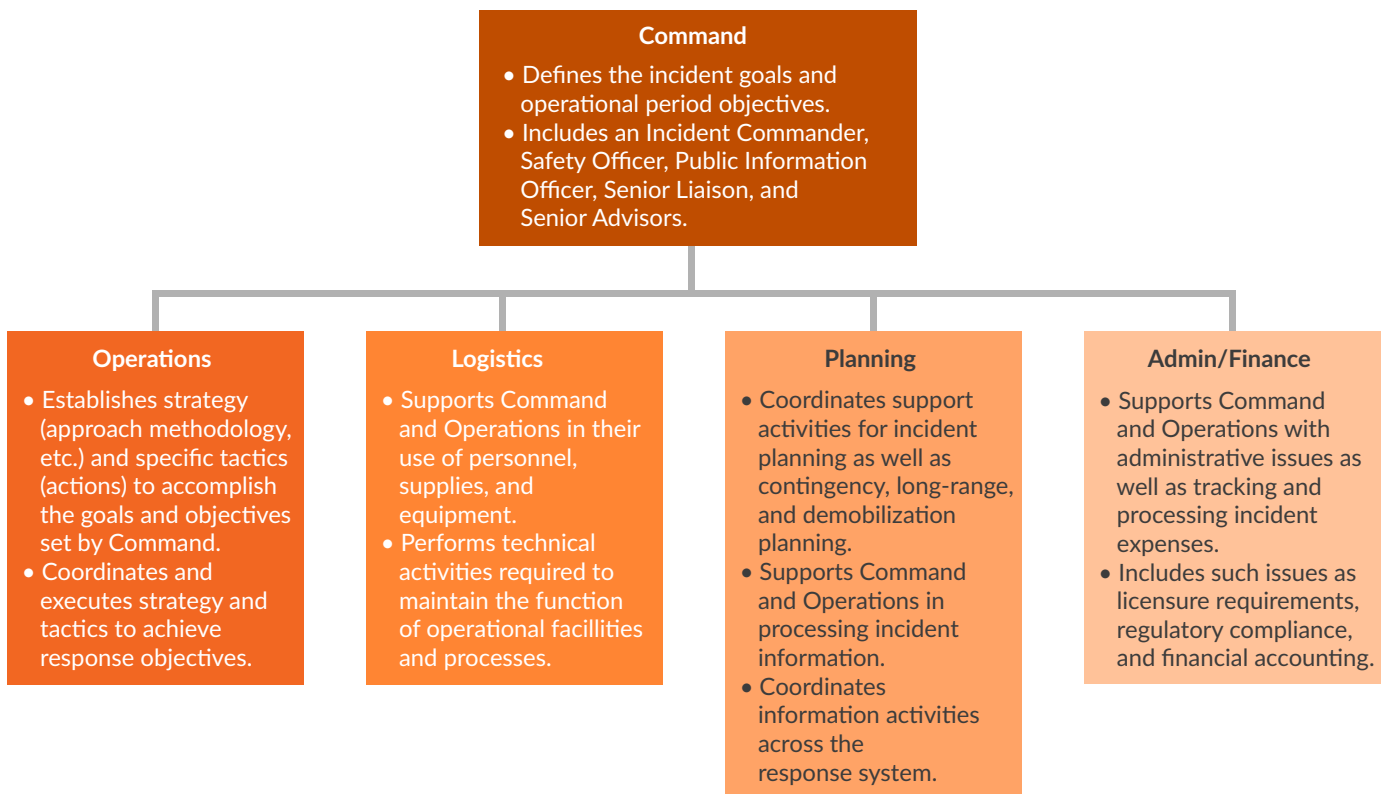 Command
• Defines the incident goals and
operational period objectives.
• Includes an Incident Commander,
Safety Officer, Public Information
Officer, Senior Liaison, and
Senior Advisors.
Operations
• Establishes strategy
(approach methodology,
etc.) and specific tactics
(actions) to accomplish
the goals and objectives
set by Command.
• Coordinates and
executes strategy and
tactics to achieve
response objectives.
Logistics
• Supports Command
and Operations in their
use of personnel,
supplies, and
equipment.
• Performs technical
activities required to
maintain the function
of operational facillities
and processes.
Planning
• Coordinates support
activities for incident
planning as well as
contingency, long-range,
and demobilization
planning.
• Supports Command
and Operations in
processing incident
information.
• Coordinates
information activities
across the
response system.
Admin/Finance
• Supports Command
and Operations with
administrative issues as
well as tracking and
processing incident
expenses.
• Includes such issues as
licensure requirements,
regulatory compliance,
and financial accounting.